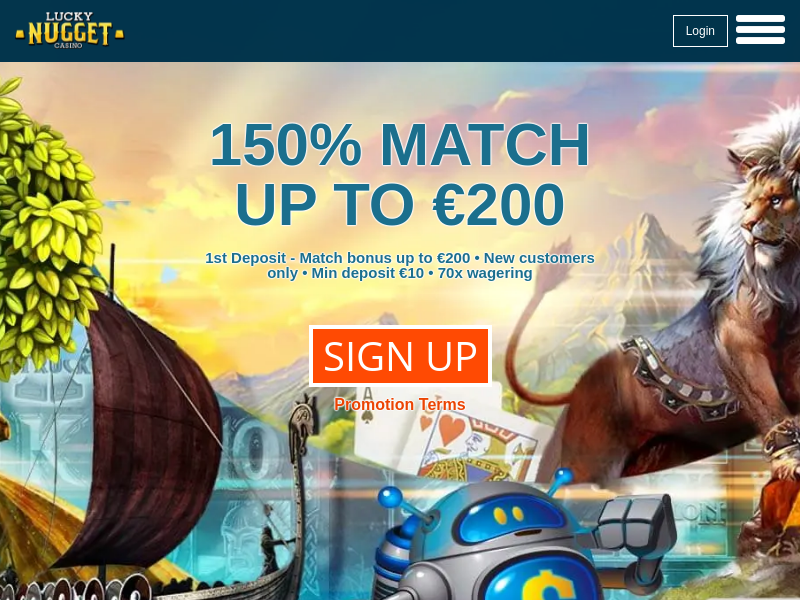 LUCKY
NUGGET
CASINO
Login
150% MATCH
UP TO €200
1st Deposit - Match bonus up to €200 • New customers
only • Min deposit €10 • 70x wagering
SIGN UP
Promotion Terms
A